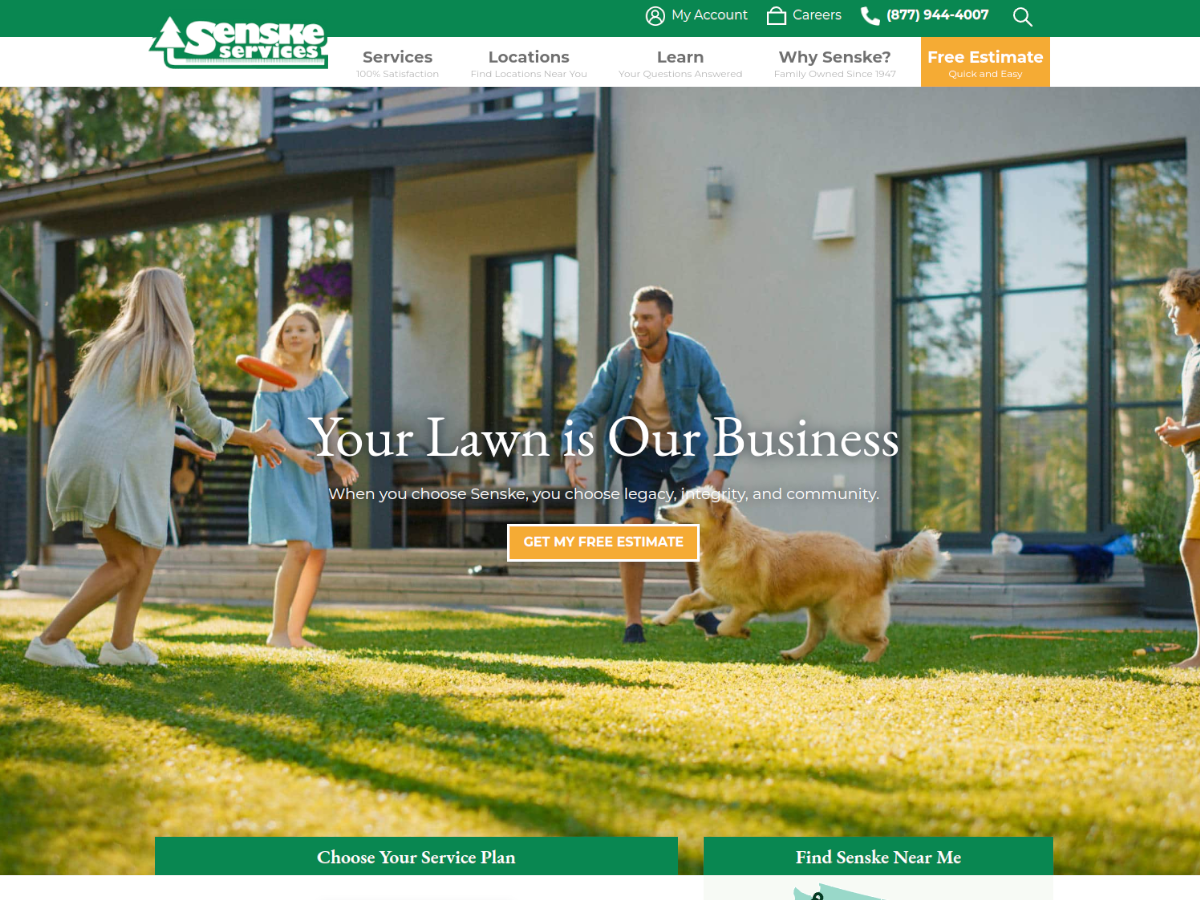 My Account
Careers
(877) 944-4007
Senske
services
Services
100% Satisfaction
Locations
Find Locations Near You
Learn
Your Questions Answered
Why Senske?
Family Owned Since 1947
Free Estimate
Quick and Easy
Your Lawn is Our Business
When you choose Senske, you choose legacy, integrity, and community.
GET MY FREE ESTIMATE
Choose Your Service Plan
Find Senske Near Me